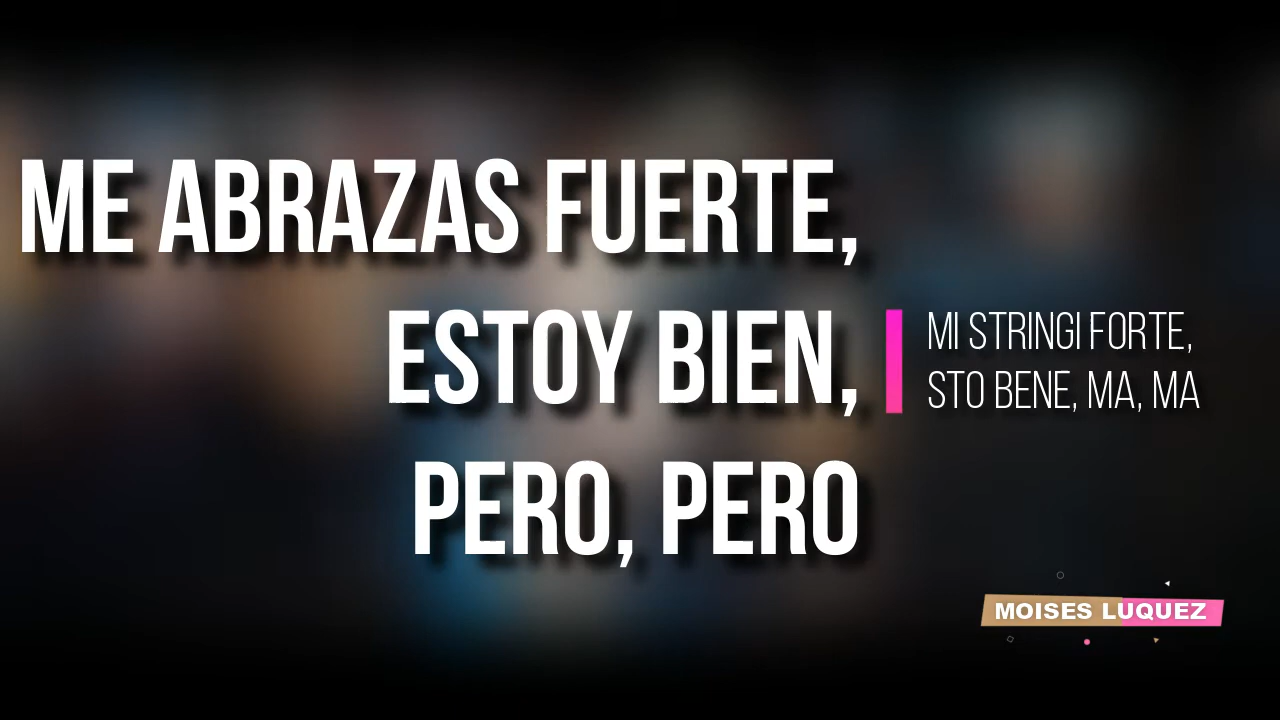 ME ABRAZAS FUERTE,
ESTOY BIEN,
PERO, PERO
MI STRINGI FORTE,
STO BENE, MA, MA
MOISES LUQUEZ